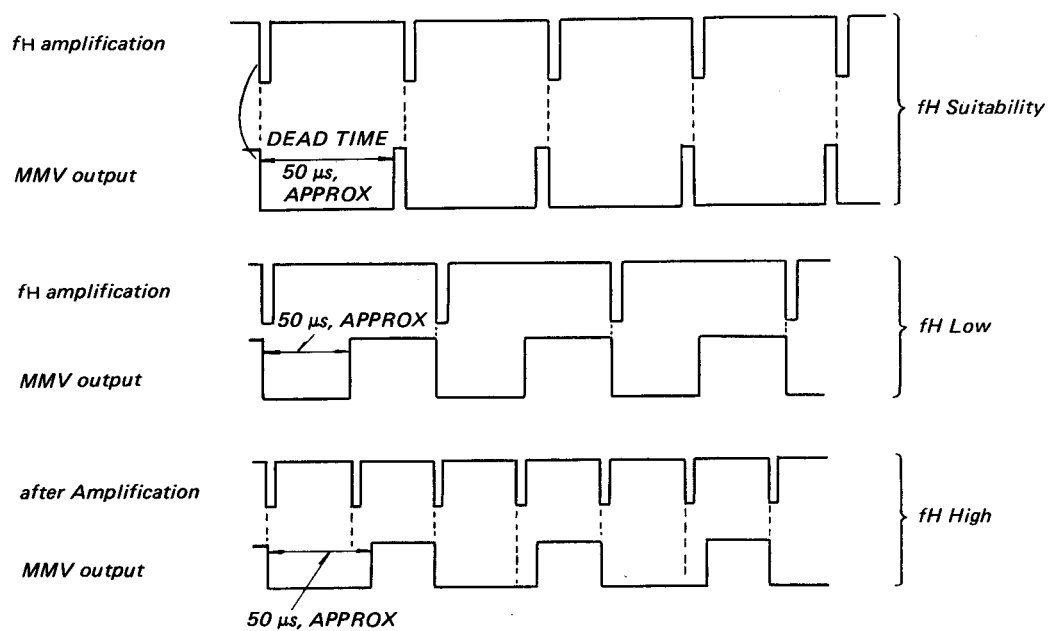 fH amplification
fH Suitability
DEAD TIME
MMV output
50 μs,
APPROX
fH amplification
50 μs, APPROX
fH Low
MMV output
after Amplification
fH High
MMV output
50 μs, APPROX